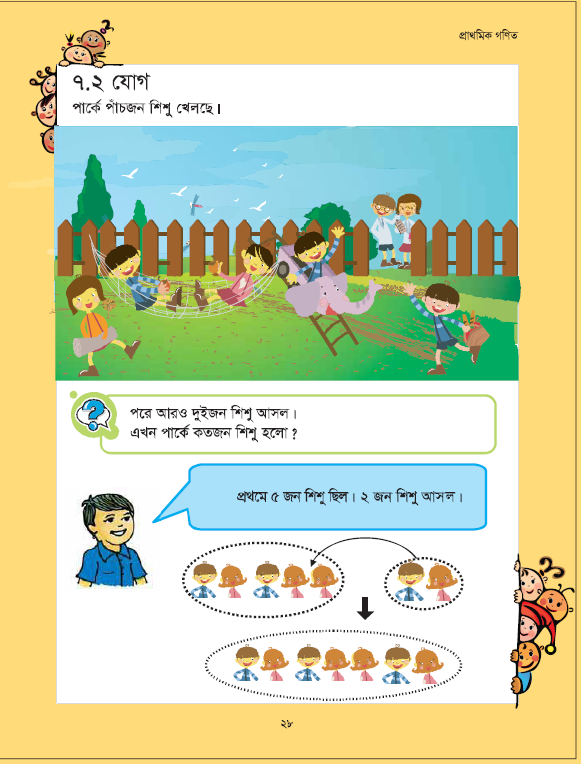 প্রাথমিক গণিত
৭.২ যোগ
পার্কে পাঁচজন শিশু খেলছে।
পরে আরও দুইজন শিশু আসল।
এখন পার্কে কতজন শিশু হলো?
প্রথমে ৫ জন শিশু ছিল। ২ জন শিশু আসল।
২৮